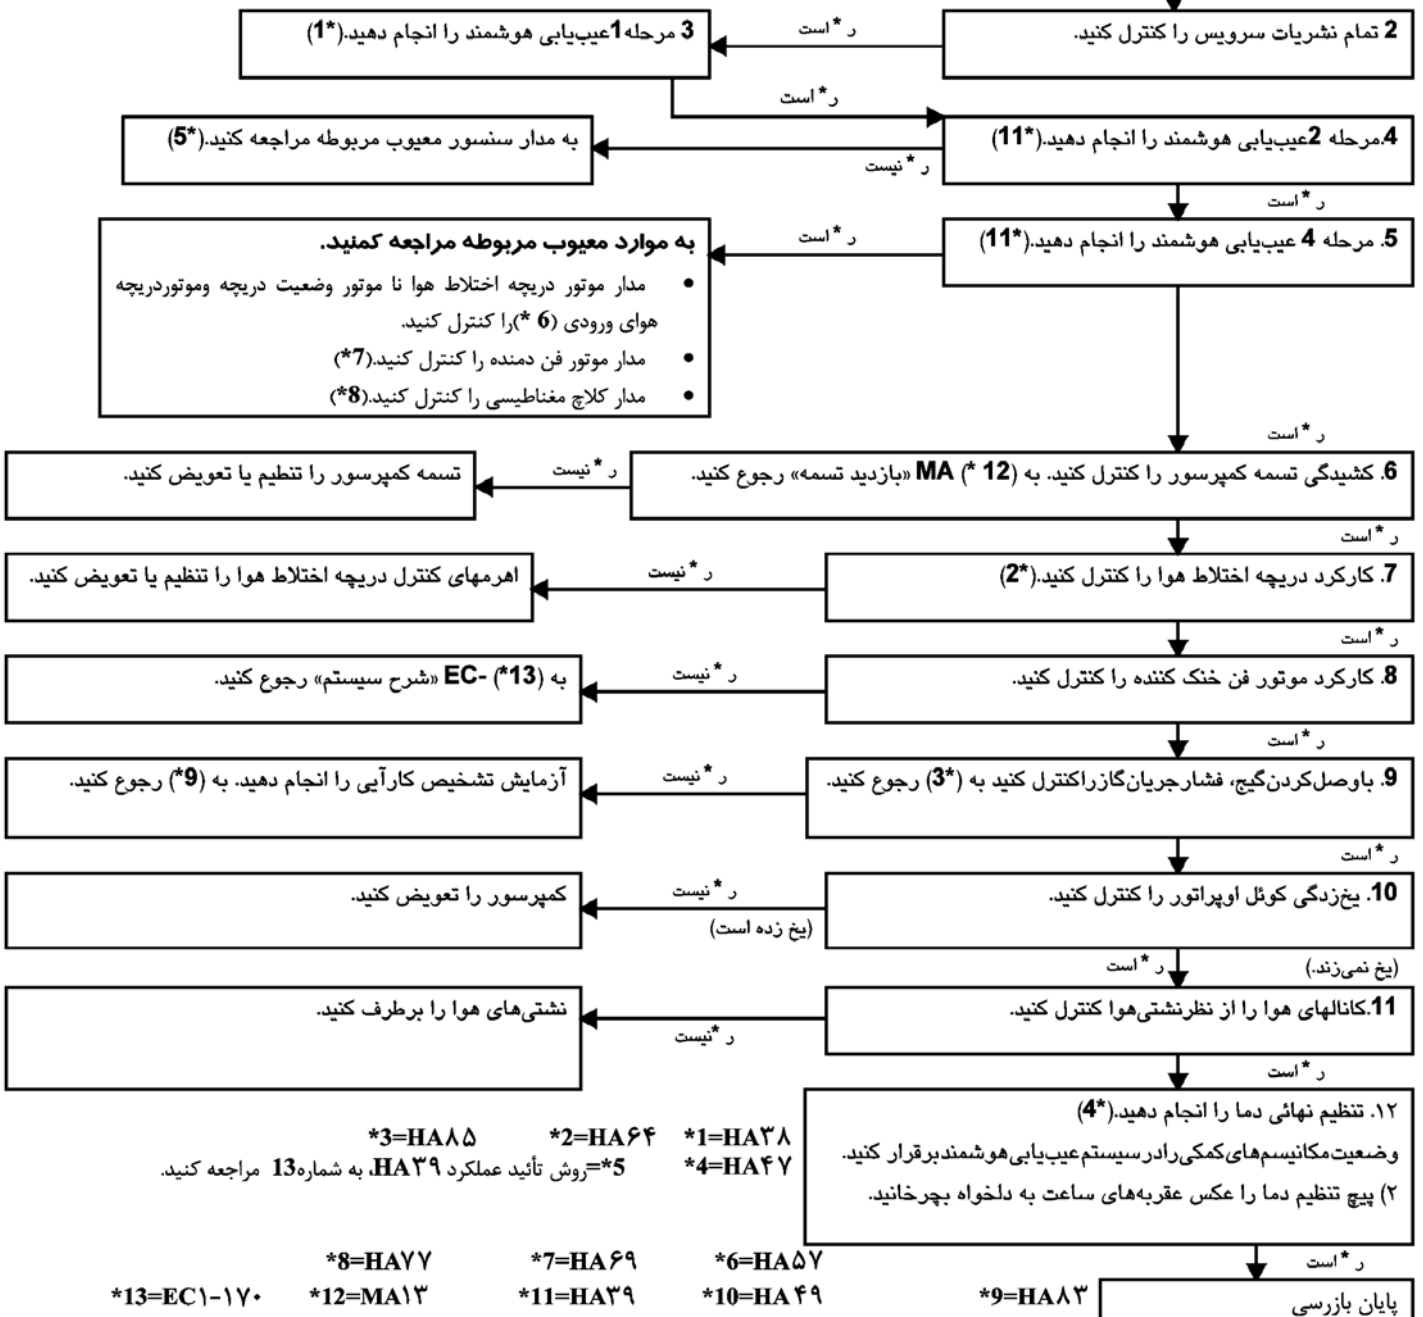 2 تمام نشریات سرویس را کنترل کنید.
ر * است
3 مرحله1عیب‌یابی هوشمند را انجام دهید.(*1)
ر * است
4.مرحله 2عیب‌یابی هوشمند را انجام دهید.(*11)
ر * نیست
به مدار سنسور معیوب مربوطه مراجعه کنید.(*5)
ر * است
5. مرحله 4 عیب‌یابی هوشمند را انجام دهید.(*11)
ر * است
به موارد معیوب مربوطه مراجعه کمنید.
• مدار موتور دریچه اختلاط هوا نا موتور وضعیت دریچه وموتوردریچه
هوای ورودی (6 *)را کنترل کنید.
• مدار موتور فن دمنده را کنترل کنید.(*7)
• مدار کلاچ مغناطیسی را کنترل کنید.(*8)
ر * است
6. کشیدگی تسمه کمپرسور را کنترل کنید. به (12 *) MA «بازدید تسمه» رجوع کنید.
ر * نیست
تسمه کمپرسور را تنظیم یا تعویض کنید.
ر * است
7. کارکرد دریچه اختلاط هوا را کنترل کنید.(*2)
ر * نیست
اهرمهای کنترل دریچه اختلاط هوا را تنظیم یا تعویض کنید.
ر * است
8. کارکرد موتور فن خنک کننده را کنترل کنید.
ر * نیست
به (13*) -EC «شرح سیستم» رجوع کنید.
ر * است
9. باوصل‌کردن‌گیج، فشارجریان‌گازراکنترل کنید به (*3) رجوع کنید.
ر * نیست
آزمایش تشخیص کارآیی را انجام دهید. به (*9) رجوع کنید.
ر * است
10. یخ‌زدگی کوئل اوپراتور را کنترل کنید.
ر * نیست
(یخ زده است)
کمپرسور را تعویض کنید.
(یخ نمی‌زند.)
ر * است
11.کانالهای هوا را از نظرنشتی‌هوا کنترل کنید.
ر *نیست
نشتی‌های هوا را برطرف کنید.
ر * است
۱۲. تنظیم نهائی دما را انجام دهید.(*4)
وضعیت‌مکانیسم‌های‌کمکی‌رادرسیستم‌عیب‌یابی‌هوشمندبرقرار کنید.
۲) پیچ تنظیم دما را عکس عقربه‌های ساعت به دلخواه بچرخانید.
ر * است
پایان بازرسی
*1=HA۳۸ *2=HA۶۴ *3=HA۸۵
*4=HA۴۷ *5=روش تأئید عملکرد HA۳۹، به شماره13 مراجعه کنید.
*6=HA۵۷ *7=HA۶۹ *8=HA۷۷
*9=HA۸۳ *10=HA۴۹ *11=HA۳۹ *12=MA۱۳ *13=EC۱-۱۷۰